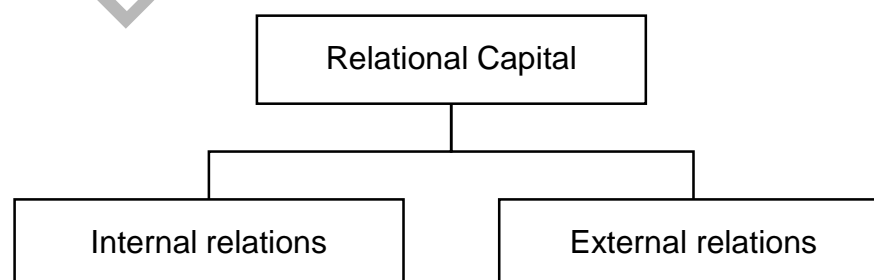 Relational Capital
Internal relations
External relations